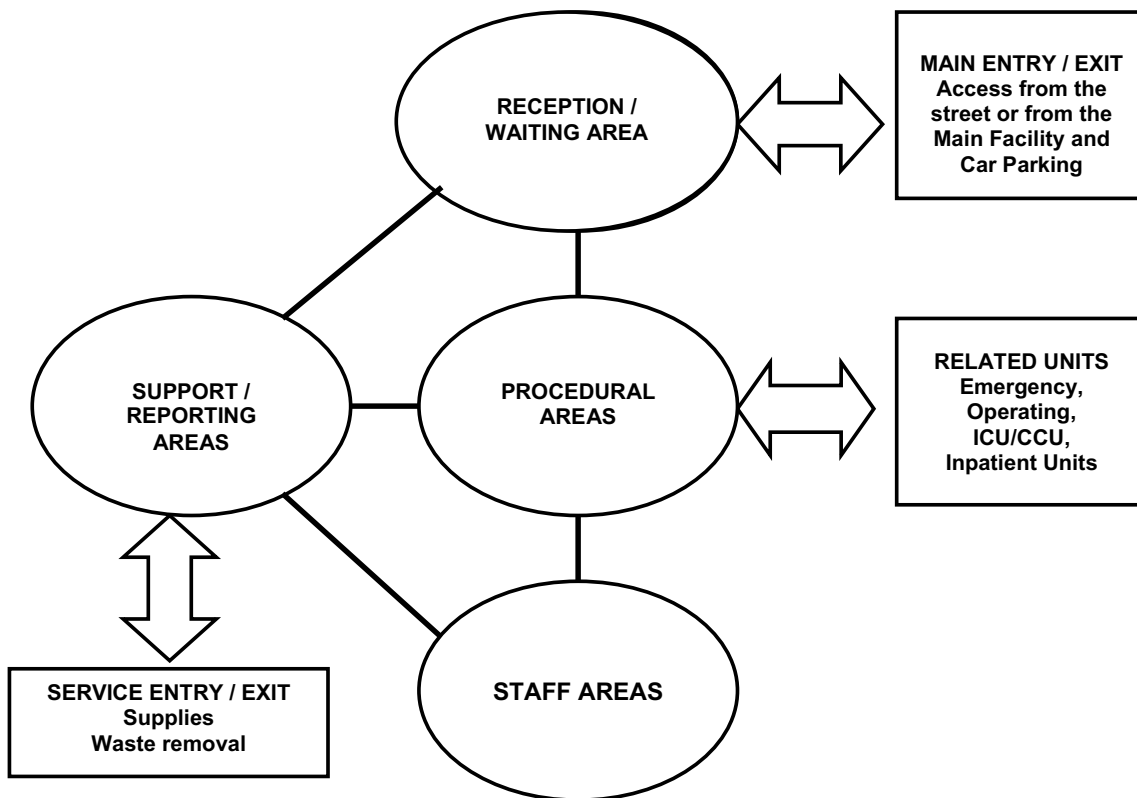 RECEPTION /
WAITING AREA
MAIN ENTRY / EXIT
Access from the
street or from the
Main Facility and
Car Parking
SUPPORT /
REPORTING
AREAS
PROCEDURAL
AREAS
RELATED UNITS
Emergency,
Operating,
ICU/CCU,
Inpatient Units
SERVICE ENTRY / EXIT
Supplies
Waste removal
STAFF AREAS